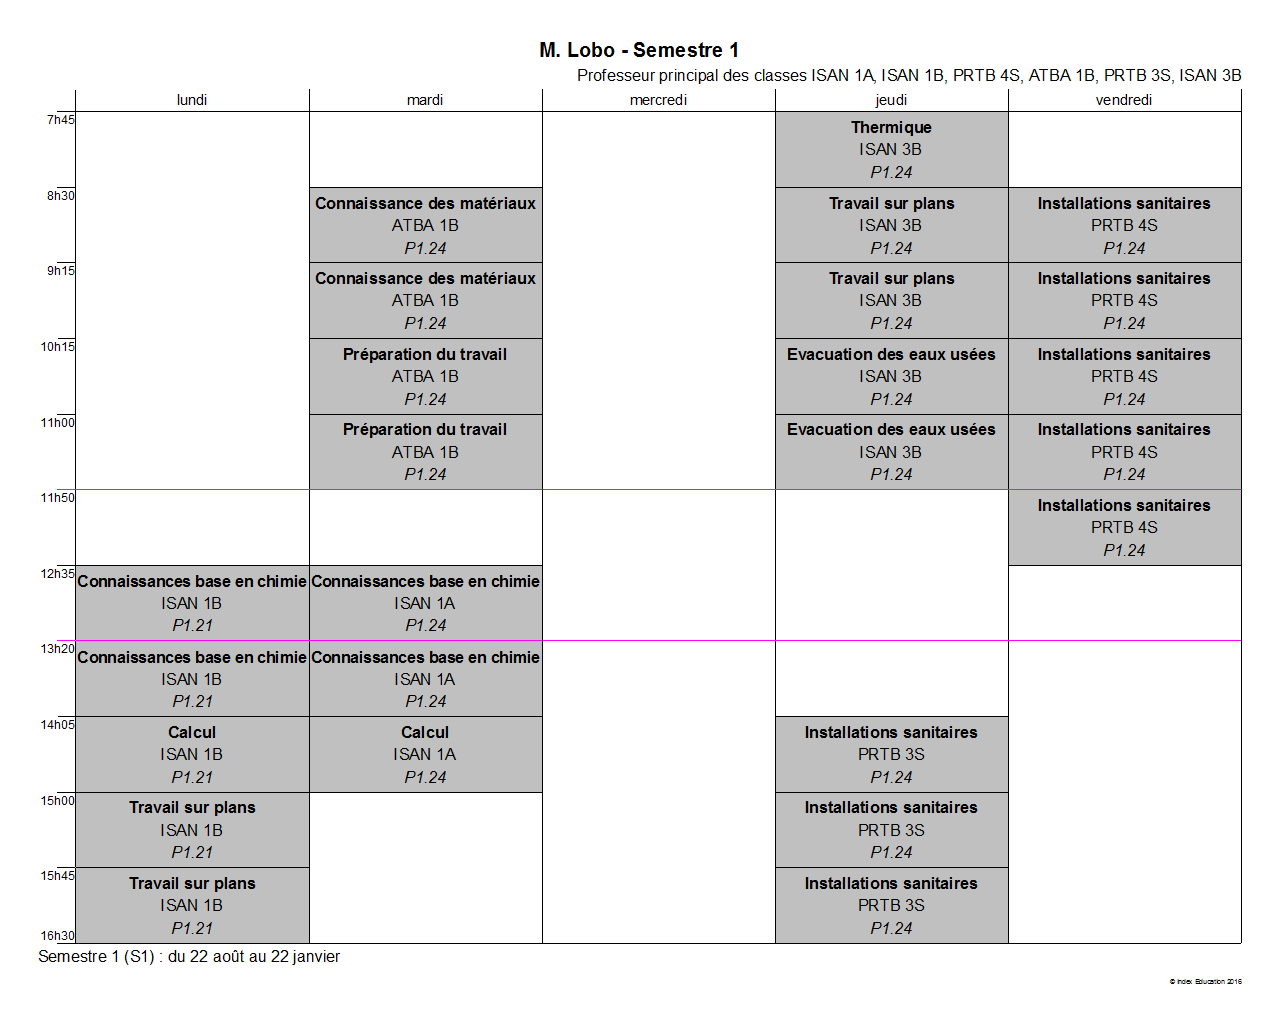 M. Lobo - Semestre 1
Professeur principal des classes ISAN 1A, ISAN 1B, PRTB 4S, ATBA 1B, PRTB 3S, ISAN 3B
lundi mardi mercredi jeudi vendredi
7h45
Thermique
ISAN 3B
P1.24
8h30
Connaissance des matériaux Travail sur plans Installations sanitaires
ATBA 1B ISAN 3B PRTB 4S
P1.24 P1.24 P1.24
9h15
Connaissance des matériaux Travail sur plans Installations sanitaires
ATBA 1B ISAN 3B PRTB 4S
P1.24 P1.24 P1.24
10h15
Préparation du travail Evacuation des eaux usées Installations sanitaires
ATBA 1B ISAN 3B PRTB 4S
P1.24 P1.24 P1.24
11h00
Préparation du travail Evacuation des eaux usées Installations sanitaires
ATBA 1B ISAN 3B PRTB 4S
P1.24 P1.24 P1.24
11h50
Installations sanitaires
PRTB 4S
P1.24
12h35
Connaissances base en chimie Connaissances base en chimie
ISAN 1B ISAN 1A
P1.21 P1.24
13h20
Connaissances base en chimie Connaissances base en chimie
ISAN 1B ISAN 1A
P1.21 P1.24
14h05
Calcul Calcul Installations sanitaires
ISAN 1B ISAN 1A PRTB 3S
P1.21 P1.24 P1.24
15h00
Travail sur plans Installations sanitaires
ISAN 1B PRTB 3S
P1.21 P1.24
15h45
Travail sur plans Installations sanitaires
ISAN 1B PRTB 3S
P1.21 P1.24
16h30
Semestre 1 (S1) : du 22 août au 22 janvier
© Index Education 2016